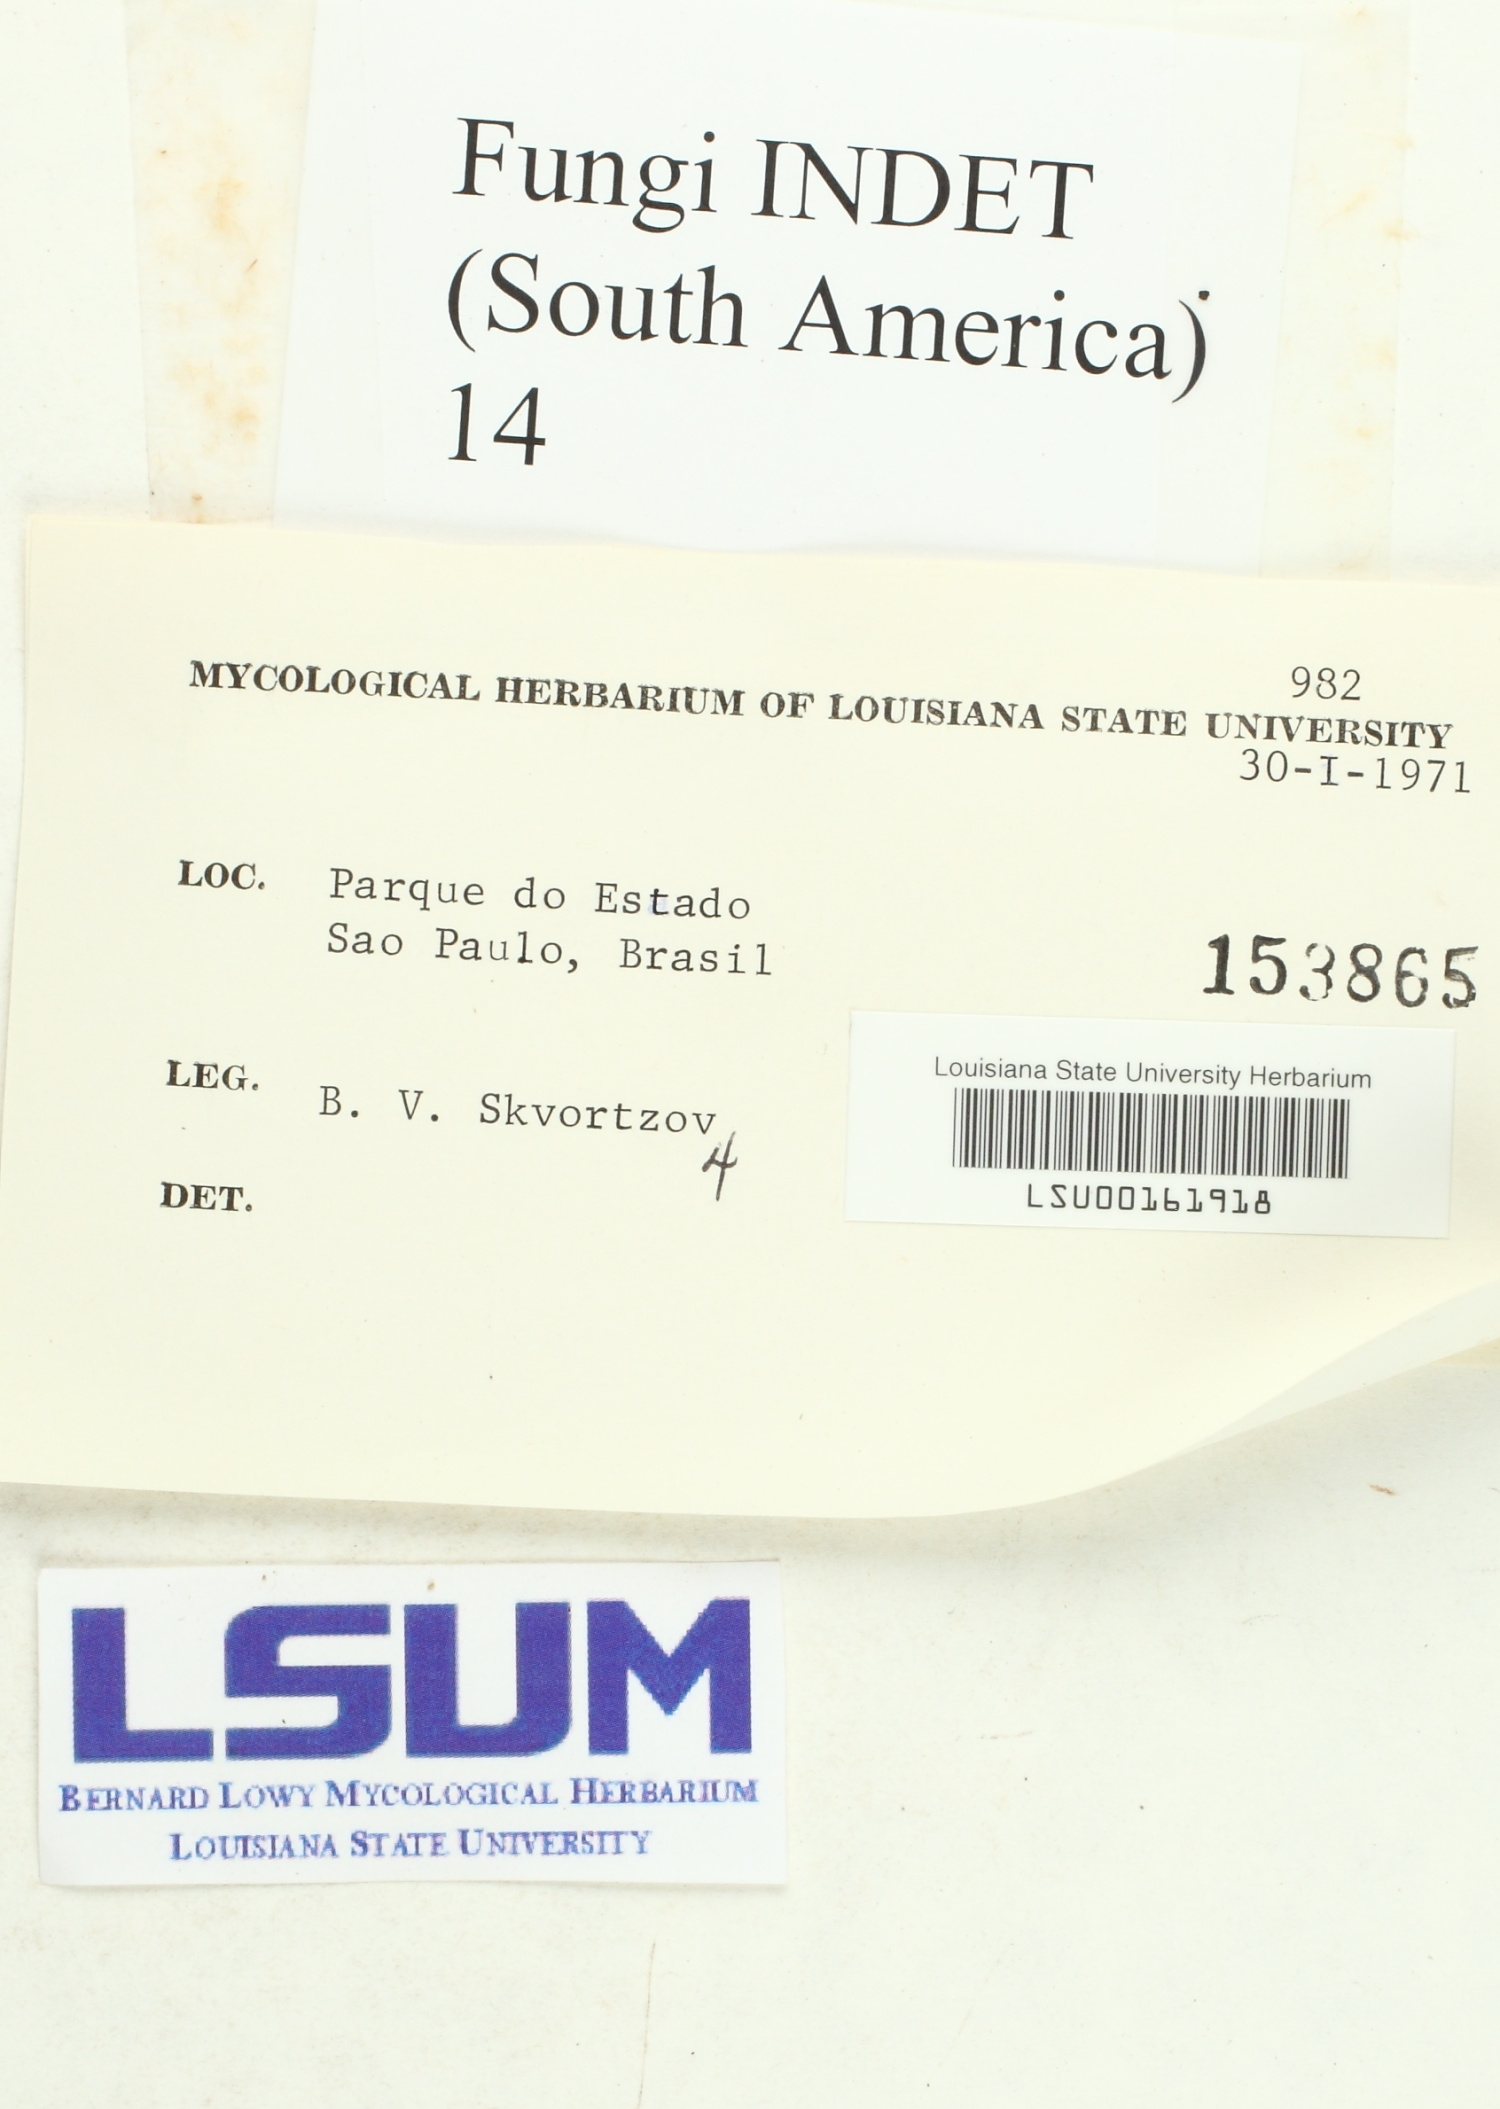 Fungi INDET
(South America)
14
982
MYCOLOGICAL HERBARIUM OF LOUISIANA STATE UNIVERSITY
30-I-1971
LOC. Parque do Estado
Sao Paulo, Brasil
153865
Louisiana State University Herbarium
LSU00161918
LEG. B. V. Skvortzov
4
DET.
LSUM
BERNARD LOWY MYCOLOGICAL HERBARIUM
LOUISIANA STATE UNIVERSITY